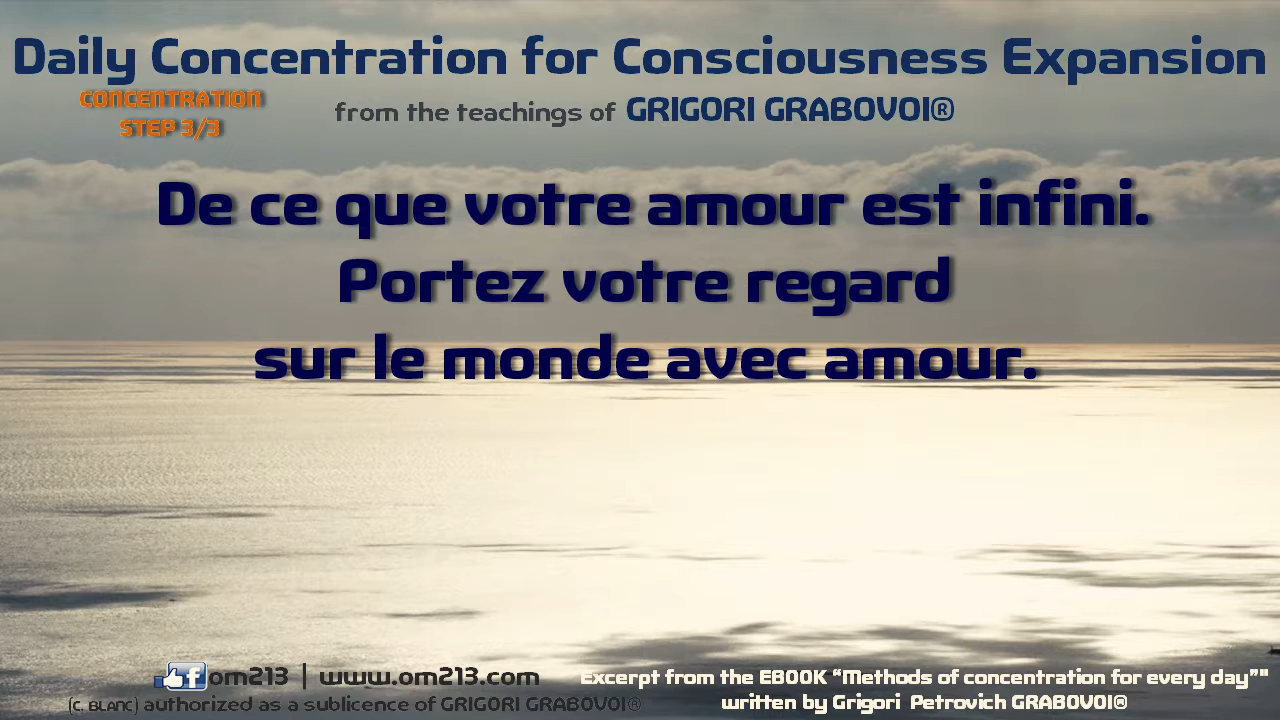 Daily Concentration for Consciousness Expansion
CONCENTRATION
STEP 3/3
from the teachings of GRIGORI GRABOVOI®
De ce que votre amour est infini.
Portez votre regard
sur le monde avec amour.
om213 | www.om213.com
(C. BLANC) authorized as a sublicence of GRIGORI GRABOVOI®
Excerpt from the EBOOK “Methods of concentration for every day”"
written by Grigori Petrovich GRABOVOI®